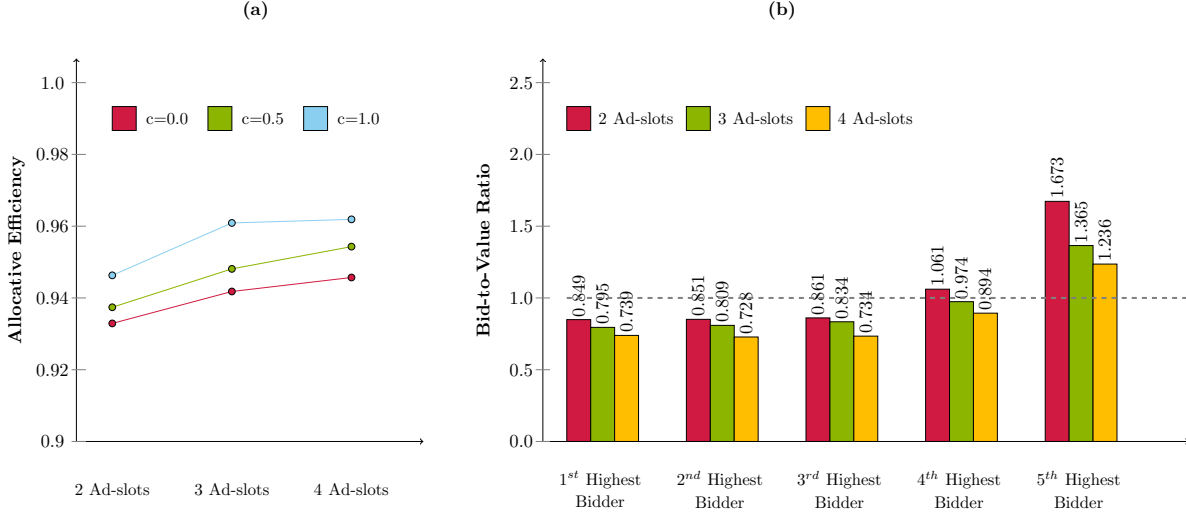 (a)
Allocative Efficiency
1.0
0.98
0.96
0.94
0.92
0.9
c=0.0
c=0.5
c=1.0
2 Ad-slots
3 Ad-slots
4 Ad-slots
(b)
Bid-to-Value Ratio
2.5
2.0
1.5
1.0
0.5
0.0
2 Ad-slots
3 Ad-slots
4 Ad-slots
0.849
0.795
0.739
0.851
0.809
0.728
0.861
0.834
0.734
1.061
0.974
0.894
1.673
1.365
1.236
1st Highest
Bidder
2nd Highest
Bidder
3rd Highest
Bidder
4th Highest
Bidder
5th Highest
Bidder